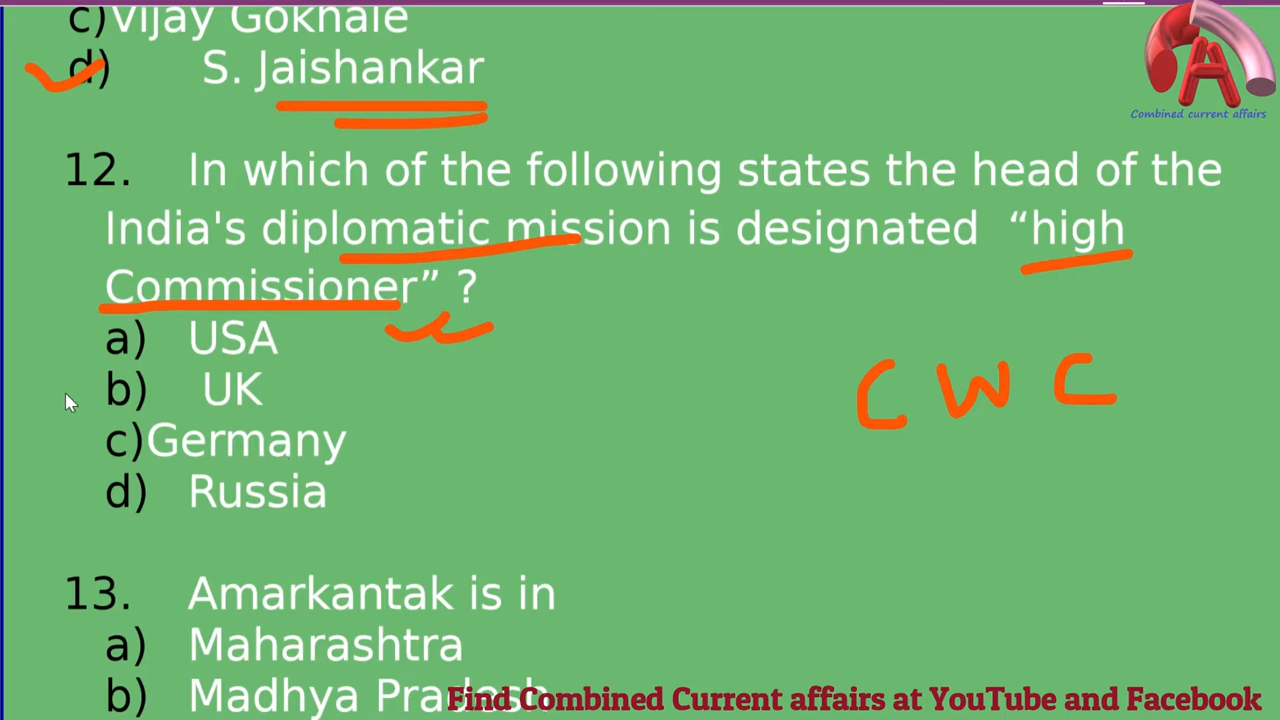 c)Vijay Gokhale
d) S. Jaishankar
Combined current affairs
12. In which of the following states the head of the
India's diplomatic mission is designated “high
Commissioner” ?
a) USA
b) UK
CWC
c)Germany
d) Russia
13. Amarkantak is in
a) Maharashtra
b) Madhya Pradesh
Find Combined Current affairs at YouTube and Facebook